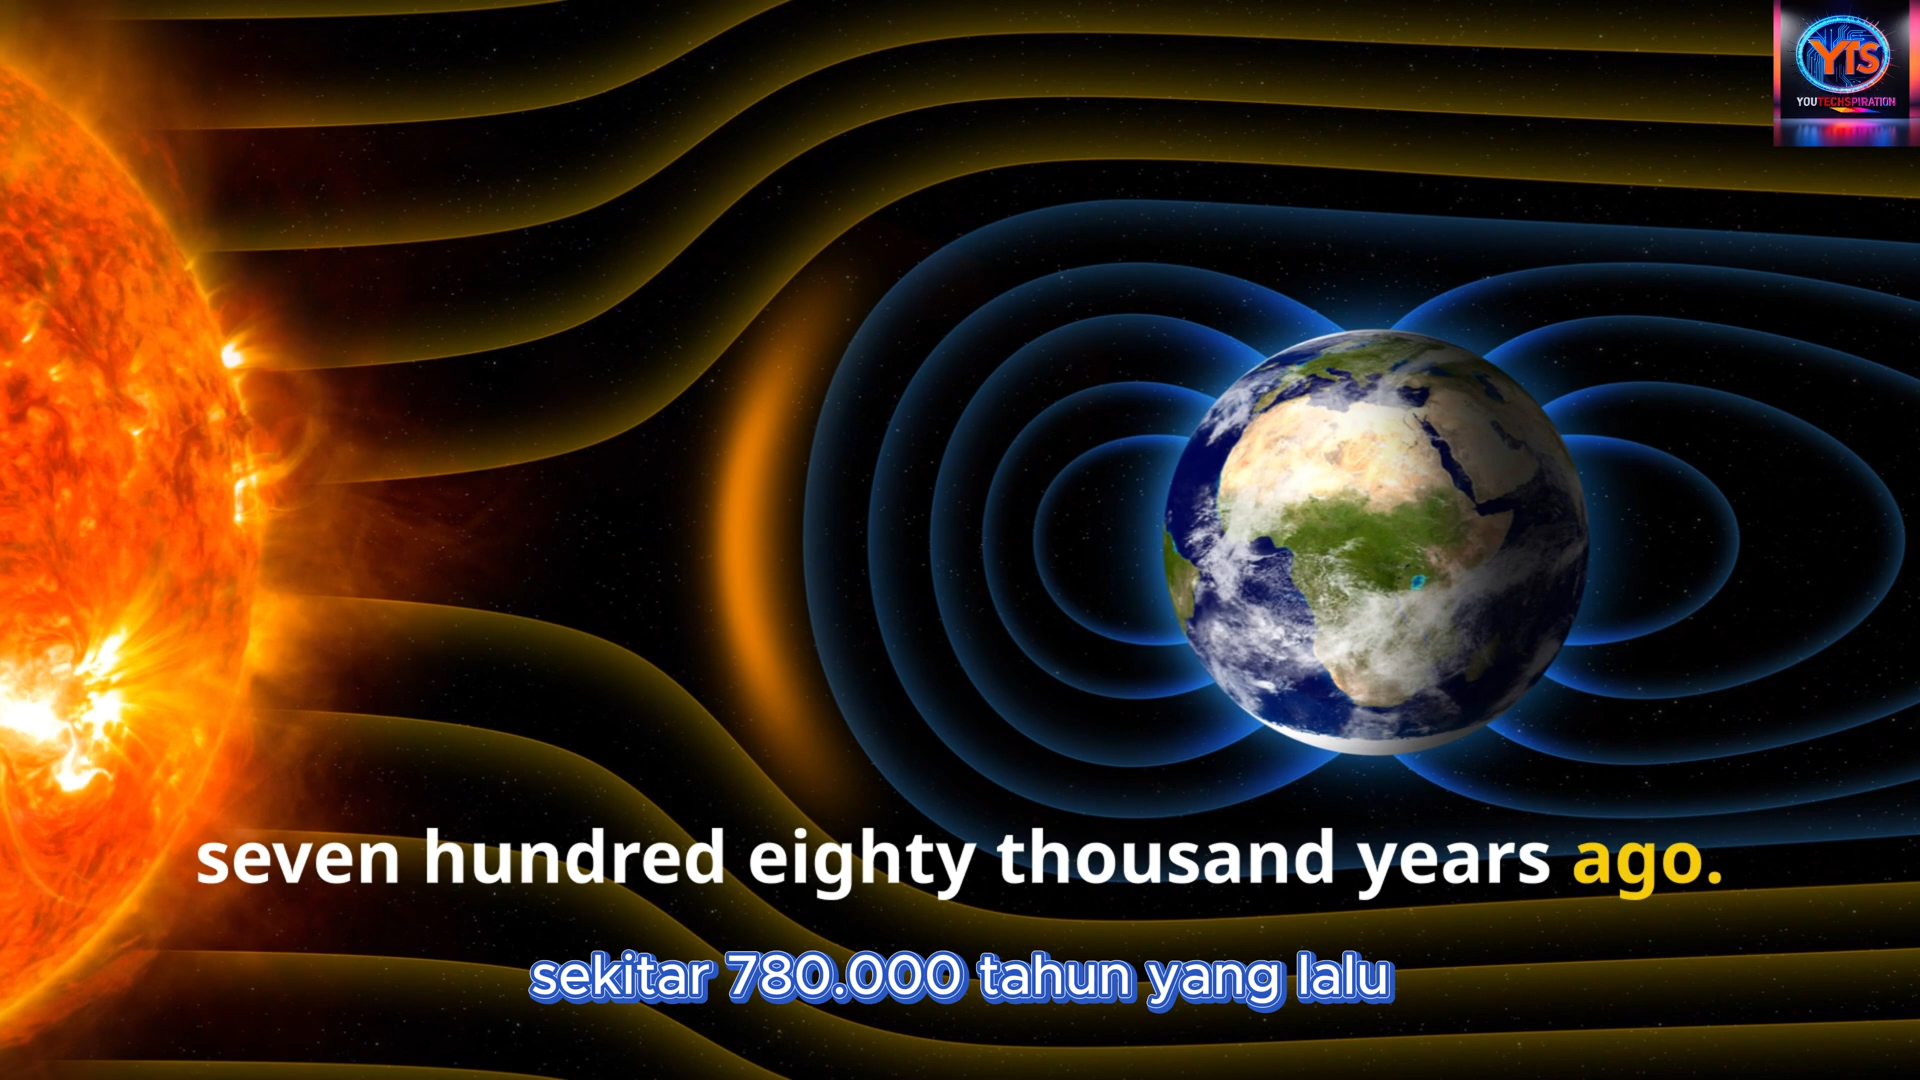 YTS
YOUTECHSPIRATION
seven hundred eighty thousand years ago.
sekitar 780.000 tahun yang lalu